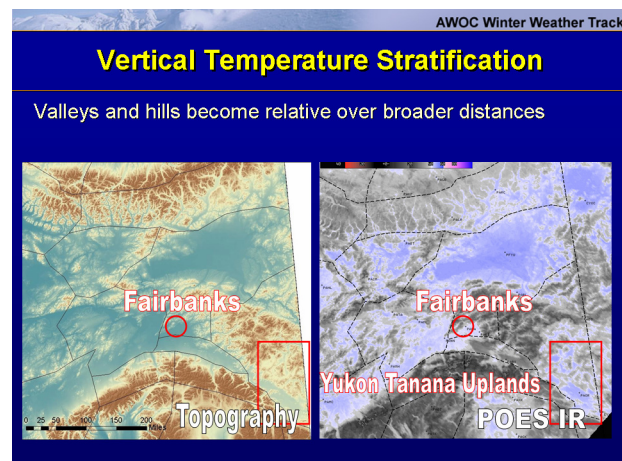 AWOC Winter Weather Track
Vertical Temperature Stratification
Valleys and hills become relative over broader distances
Fairbanks
0 25 50 100 150 200
Miles
Topography
Fairbanks
Yukon Tanana Uplands
POES IR